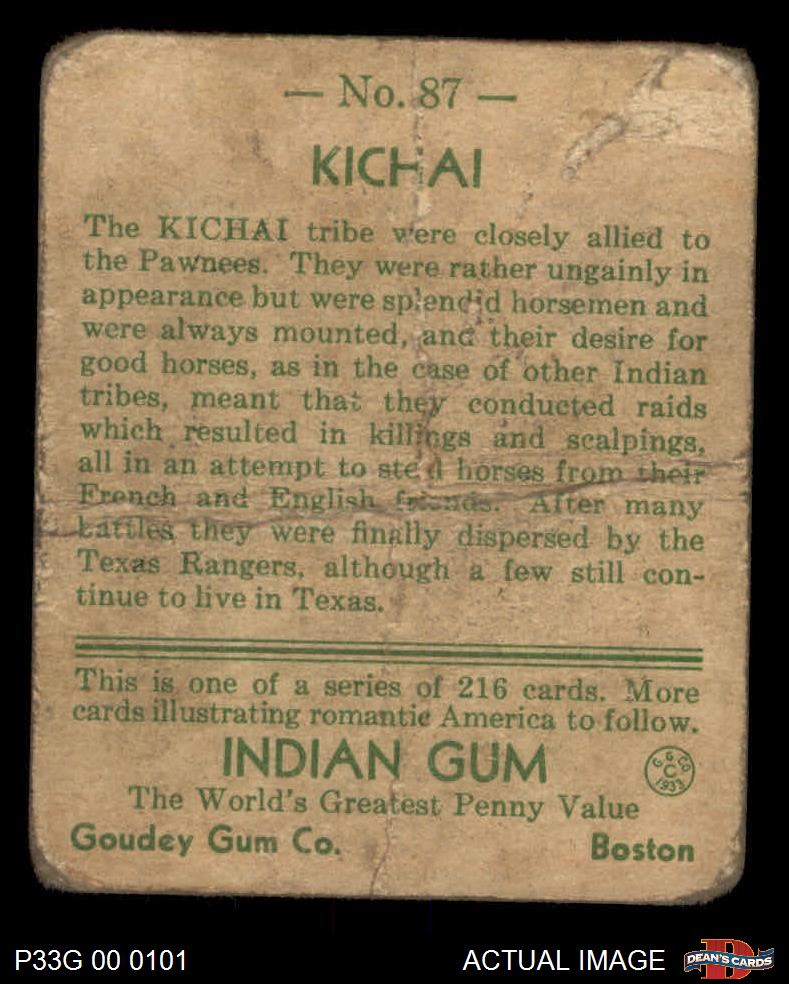 — No. 87 —
KICHAI
The KICHAI tribe were closely allied to
the Pawnees. They were rather ungainly in
appearance but were splendid horsemen and
were always mounted, and their desire for
good horses, as in the case of other Indian
tribes, meant that they conducted raids
which resulted in killings and scalpings,
all in an attempt to steal horses from their
French and English friends. After many
battles they were finally dispersed by the
Texas Rangers, although a few still con-
tinue to live in Texas.
This is one of a series of 216 cards. More
cards illustrating romantic America to follow.
INDIAN GUM
G. G. CO
C
1933
The World's Greatest Penny Value
Goudey Gum Co. Boston
P33G 00 0101 ACTUAL IMAGE D DEAN'S CARDS